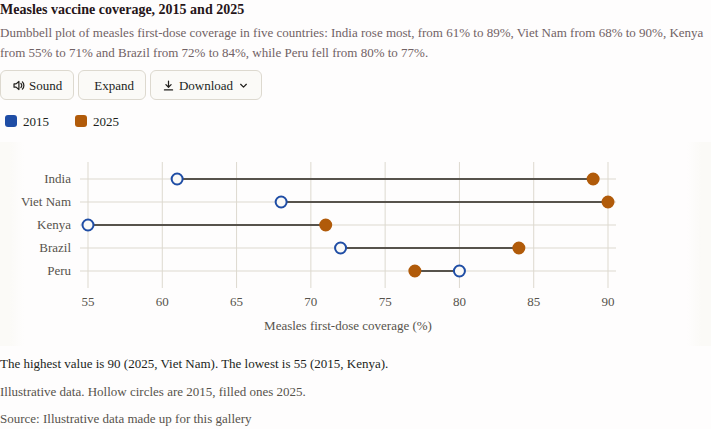 Measles vaccine coverage, 2015 and 2025
Dumbbell plot of measles first-dose coverage in five countries: India rose most, from 61% to 89%, Viet Nam from 68% to 90%, Kenya
from 55% to 71% and Brazil from 72% to 84%, while Peru fell from 80% to 77%.
Sound Expand Download
2015 2025
India
Viet Nam
Kenya
Brazil
Peru
55 60 65 70 75 80 85 90
Measles first-dose coverage (%)
The highest value is 90 (2025, Viet Nam). The lowest is 55 (2015, Kenya).
Illustrative data. Hollow circles are 2015, filled ones 2025.
Source: Illustrative data made up for this gallery